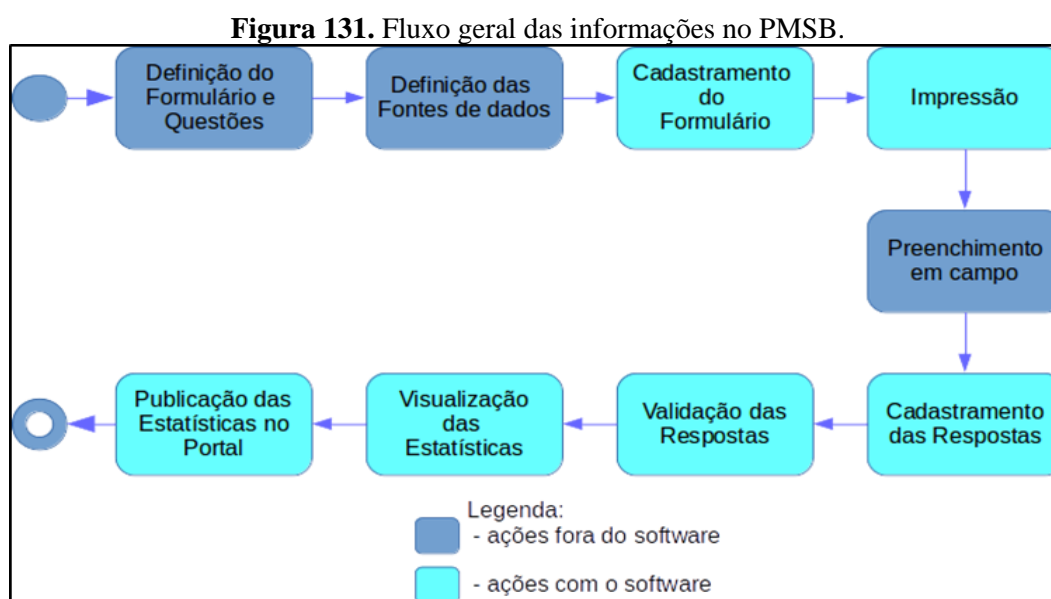 Figura 131. Fluxo geral das informações no PMSB.
Definição do
Formulário e
Questões
Definição das
Fontes de dados
Cadastramento
do
Formulário
Impressão
Preenchimento
em campo
Cadastramento
das Respostas
Validação das
Respostas
Visualização
das
Estatísticas
Publicação das
Estatísticas no
Portal
Legenda:
- ações fora do software
- ações com o software